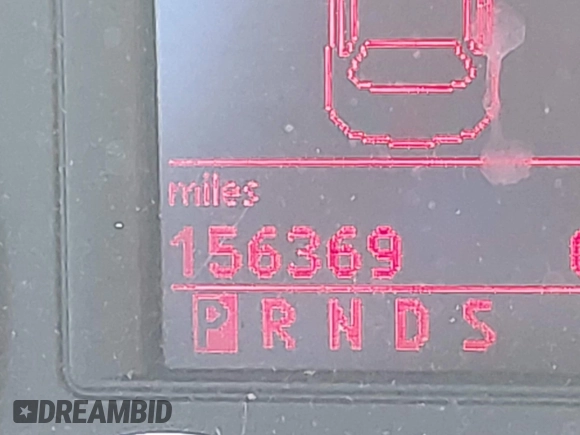 miles
156369
P R N D S
DREAMBID